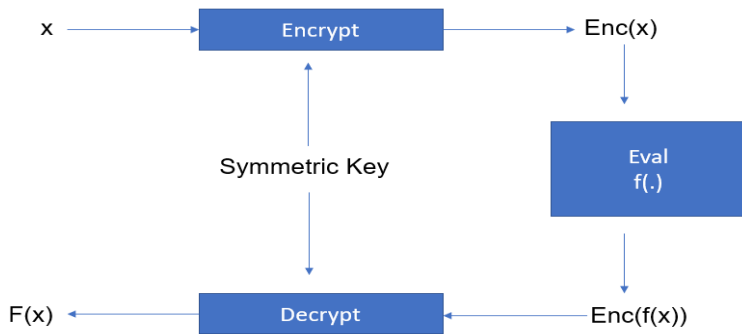 x
Encrypt
Enc(x)
Symmetric Key
Eval
f(.)
F(x)
Decrypt
Enc(f(x))